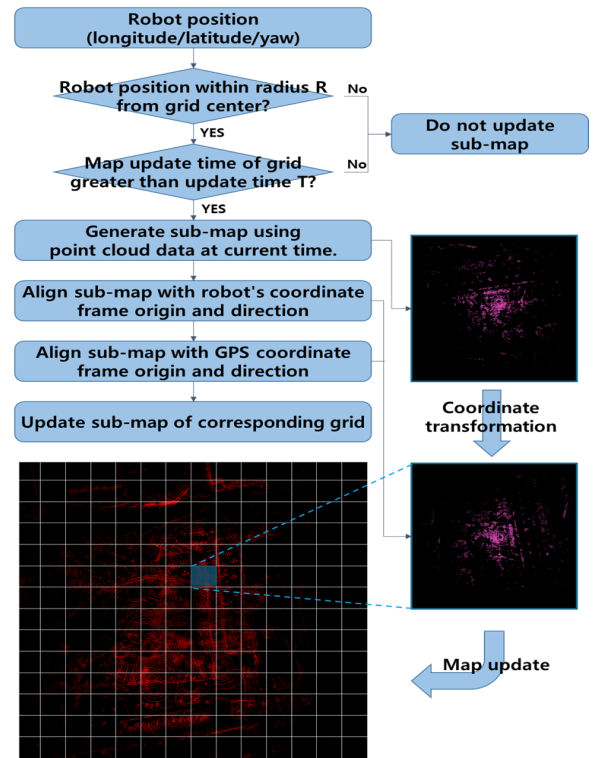 Robot position
(longitude/latitude/yaw)
Robot position within radius R
from grid center?
No
YES
Do not update
sub-map
Map update time of grid
greater than update time T?
No
YES
Generate sub-map using
point cloud data at current time.
Align sub-map with robot's coordinate
frame origin and direction
Align sub-map with GPS coordinate
frame origin and direction
Update sub-map of corresponding grid
Coordinate
transformation
Map update